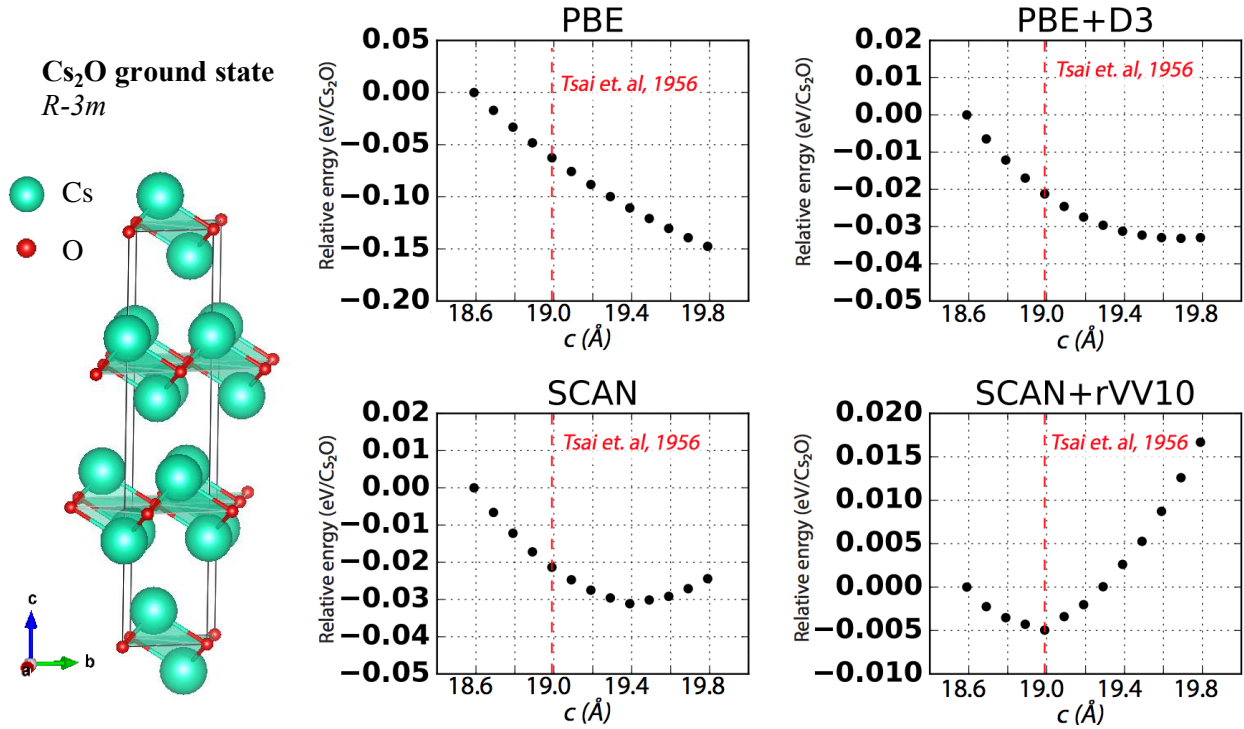 Cs₂O ground state
R-3m
Cs
O
c
a
b
PBE
0.05
0.00
−0.05
−0.10
−0.15
−0.20
Relative enrgy (eV/Cs₂O)
Tsai et. al, 1956
18.6 19.0 19.4 19.8
c (Å)
PBE+D3
0.02
0.01
0.00
−0.01
−0.02
−0.03
−0.04
−0.05
Relative enrgy (eV/Cs₂O)
Tsai et. al, 1956
18.6 19.0 19.4 19.8
c (Å)
SCAN
0.02
0.01
0.00
−0.01
−0.02
−0.03
−0.04
−0.05
Relative enrgy (eV/Cs₂O)
Tsai et. al, 1956
18.6 19.0 19.4 19.8
c (Å)
SCAN+rVV10
0.020
0.015
0.010
0.005
0.000
−0.005
−0.010
Relative enrgy (eV/Cs₂O)
Tsai et. al, 1956
18.6 19.0 19.4 19.8
c (Å)